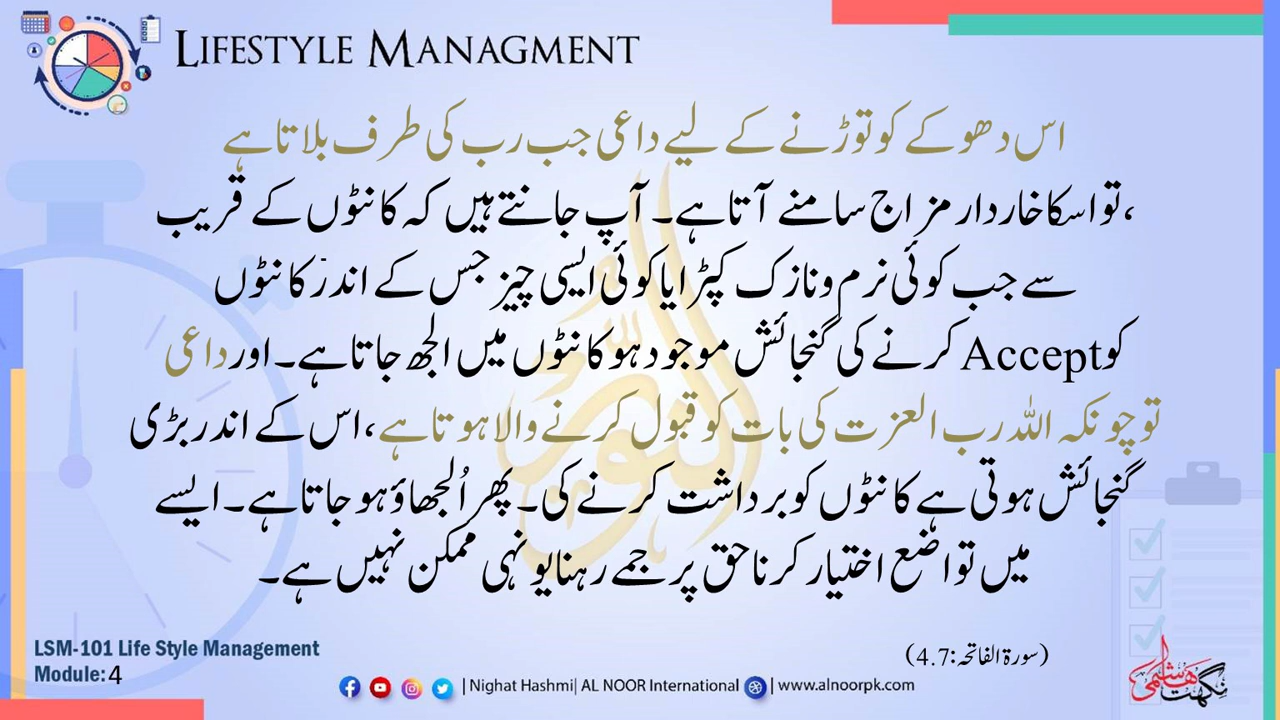 LIFESTYLE MANAGMENT
اس دھوکے کو توڑنے کے لیے داعی جب رب کی طرف بلاتا ہے
،تو اسکا خاردار مزاج سامنے آتا ہے۔ آپ جانتے ہیں کہ کانٹوں کے قریب
سے جب کوئی نرم و نازک کپڑا یا کوئی ایسی چیز جس کے اندر کانٹوں
کو Accept کرنے کی گنجائش موجود ہو کانٹوں میں الجھ جاتا ہے۔ اور داعی
تو چونکہ اللہ رب العزت کی بات کو قبول کرنے والا ہوتا ہے، اس کے اندر بڑی
گنجائش ہوتی ہے کانٹوں کو برداشت کرنے کی۔ پھر اُلجھاؤ ہو جاتا ہے۔ ایسے
میں تواضع اختیار کرنا حق پر جمے رہنا یونہی ممکن نہیں ہے۔
(سورۃ الفاتحہ:4.7)
LSM-101 Life Style Management
Module: 4
| Nighat Hashmi| AL NOOR International | www.alnoorpk.com
نگہت ہاشمی
النور